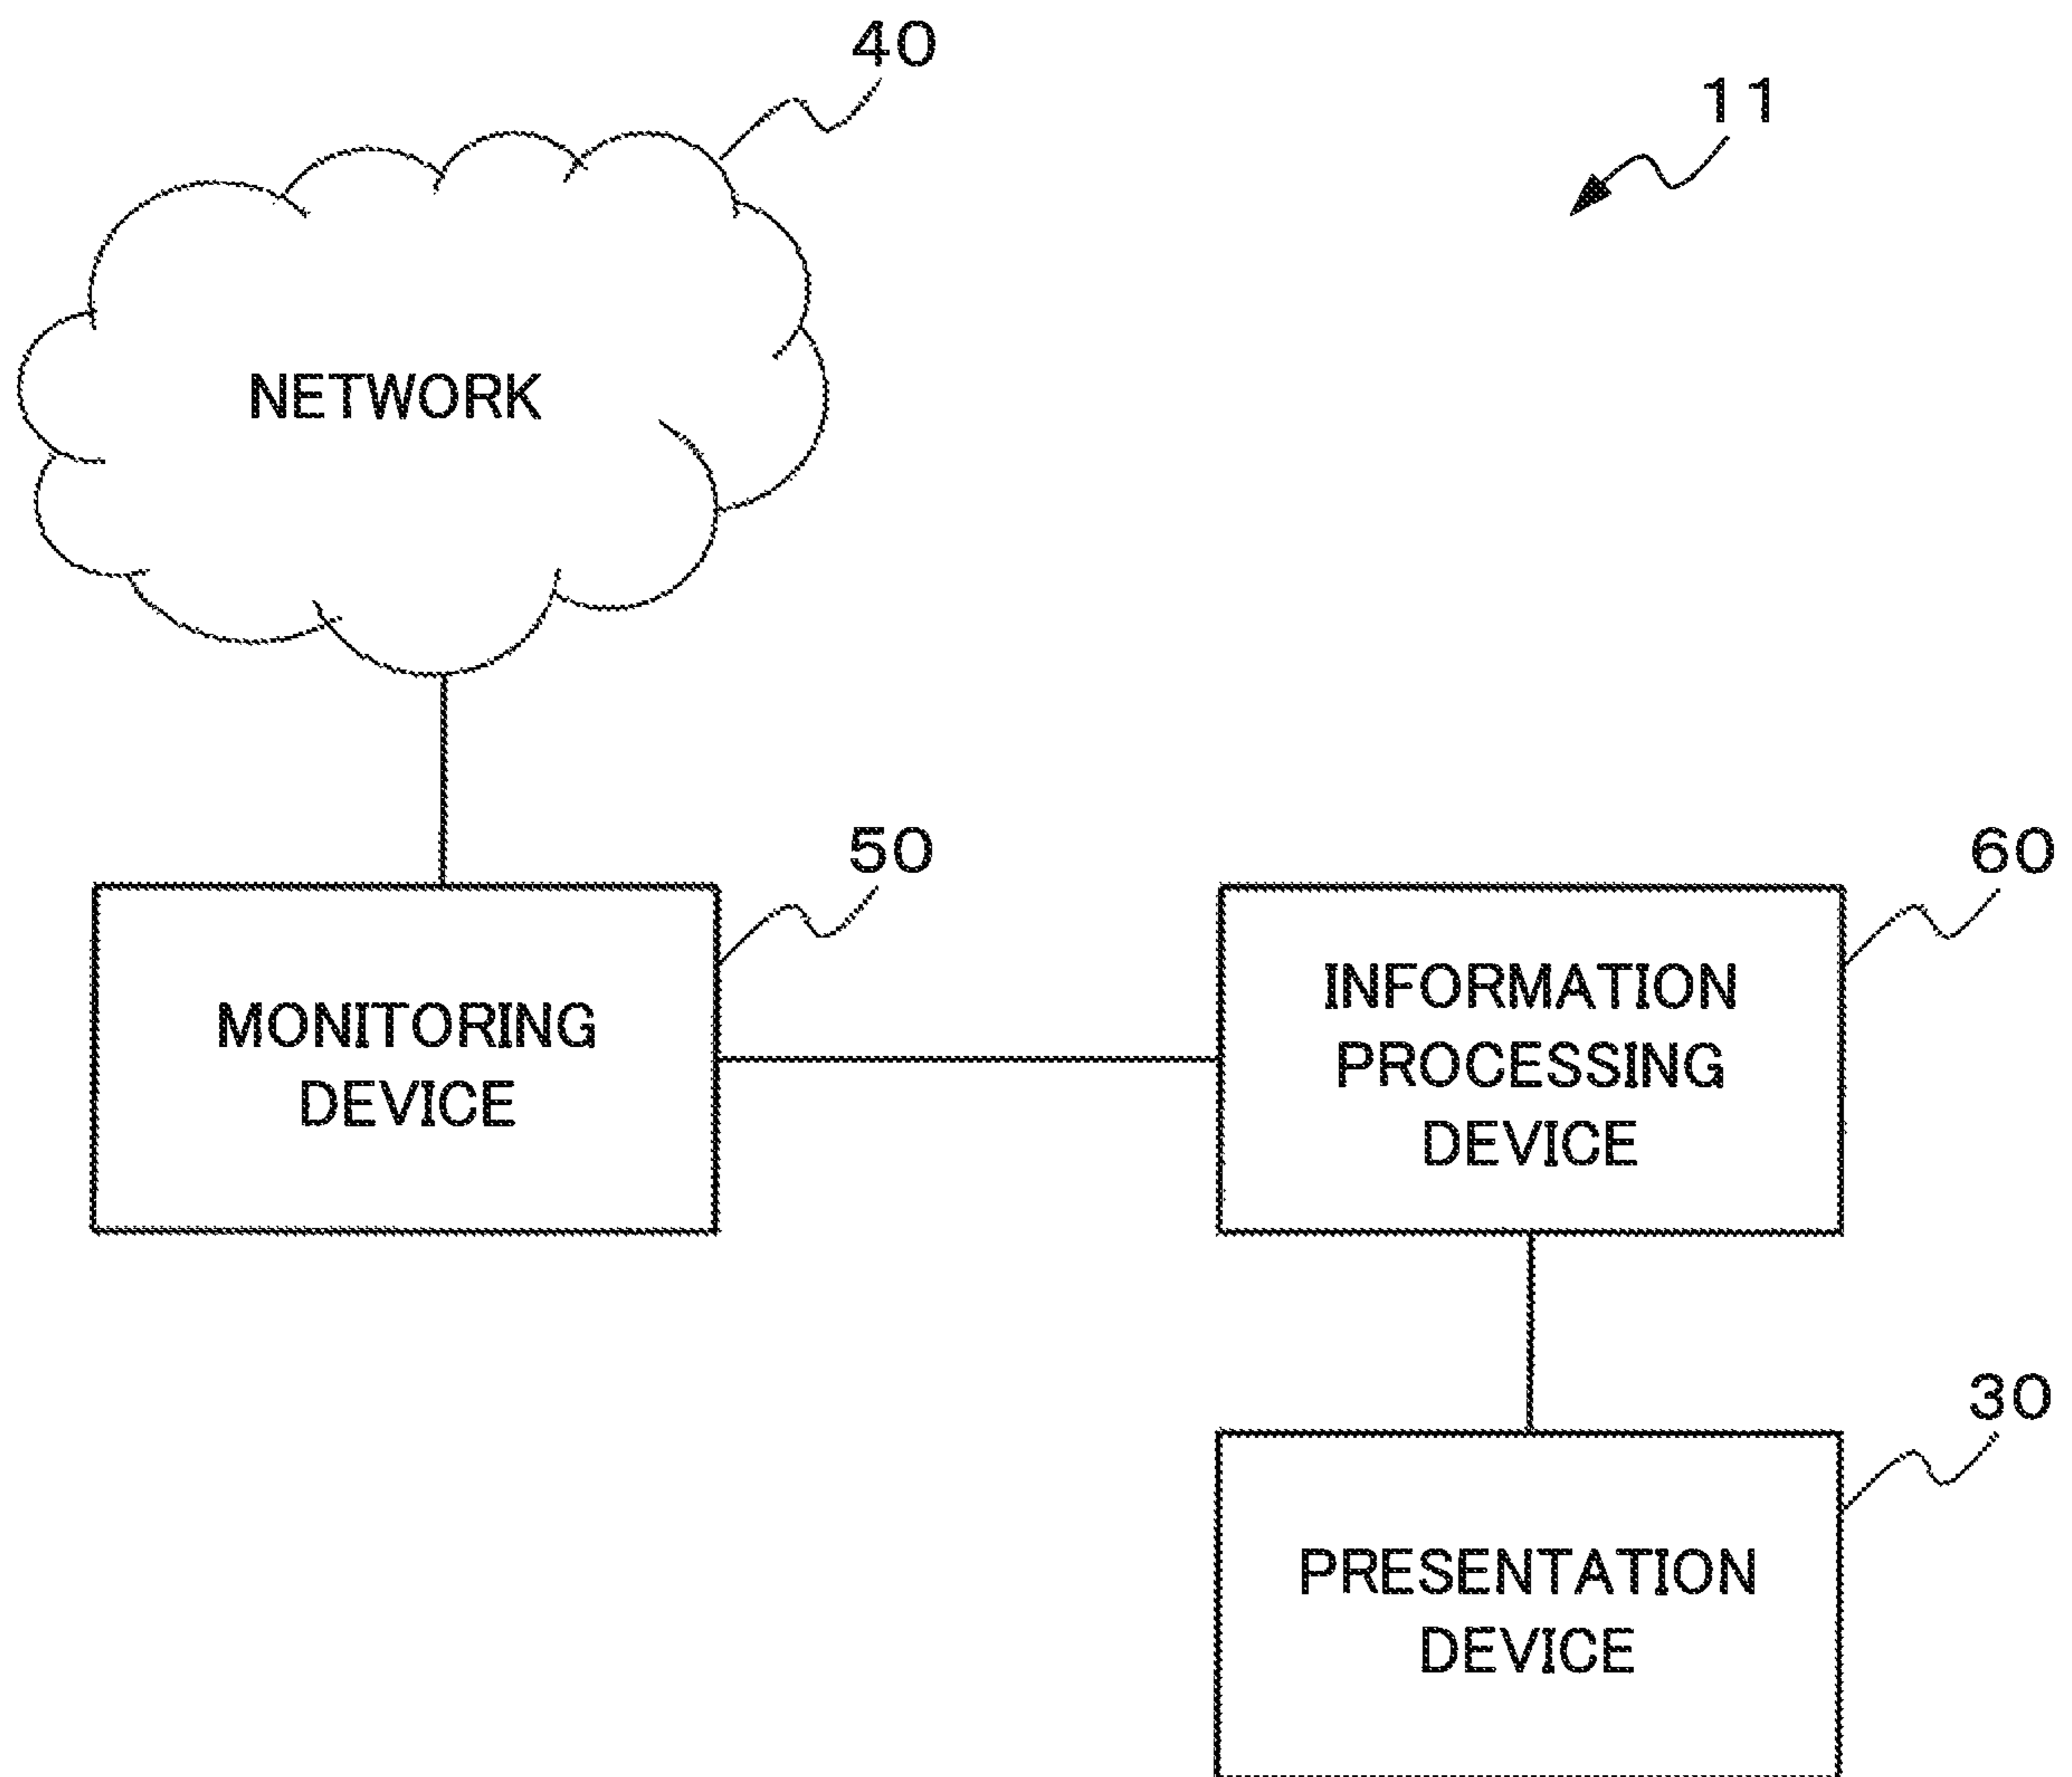 40
11
NETWORK
50
60
MONITORING
DEVICE
INFORMATION
PROCESSING
DEVICE
30
PRESENTATION
DEVICE